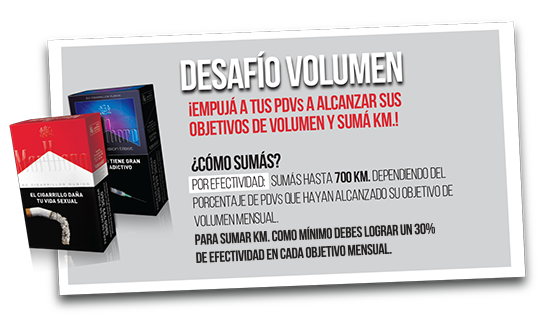 DESAFÍO VOLUMEN
¡EMPUJÁ A TUS PDVS A ALCANZAR SUS
OBJETIVOS DE VOLUMEN Y SUMÁ KM.!
¿CÓMO SUMÁS?
POR EFECTIVIDAD: SUMÁS HASTA 700 KM. DEPENDIENDO DEL
PORCENTAJE DE PDVS QUE HAYAN ALCANZADO SU OBJETIVO DE
VOLUMEN MENSUAL.
PARA SUMAR KM. COMO MÍNIMO DEBES LOGRAR UN 30%
DE EFECTIVIDAD EN CADA OBJETIVO MENSUAL.
Marlboro
EL CIGARRILLO DAÑA
TU VIDA SEXUAL
TIENE GRAN
ADICTIVO